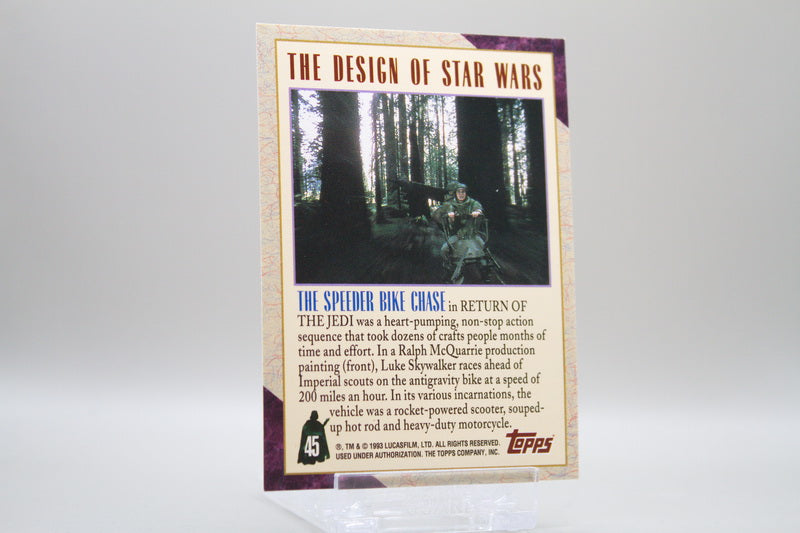 THE DESIGN OF STAR WARS
THE SPEEDER BIKE CHASE in RETURN OF
THE JEDI was a heart-pumping, non-stop action
sequence that took dozens of crafts people months of
time and effort. In a Ralph McQuarrie production
painting (front), Luke Skywalker races ahead of
Imperial scouts on the antigravity bike at a speed of
200 miles an hour. In its various incarnations, the
vehicle was a rocket-powered scooter, souped-
up hot rod and heavy-duty motorcycle.
45
®, TM & © 1993 LUCASFILM, LTD. ALL RIGHTS RESERVED.
USED UNDER AUTHORIZATION. THE TOPPS COMPANY, INC.
topps